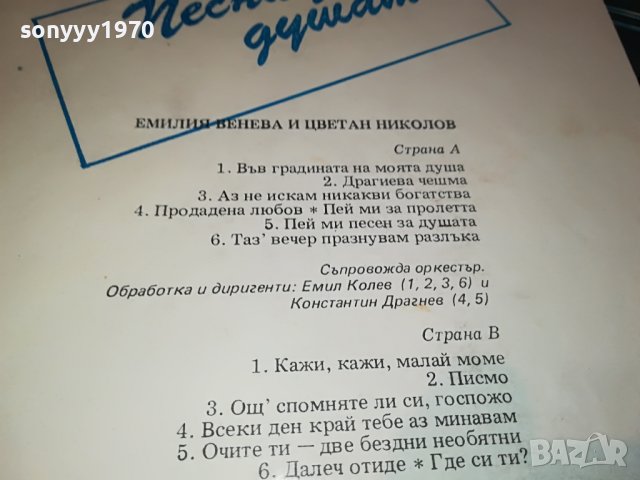 sonyyy1970
душат
ЕМИЛИЯ ВЕНЕВА И ЦВЕТАН НИКОЛОВ
Страна А
1. Във градината на моята душа
2. Драгиева чешма
3. Аз не искам никакви богатства
4. Продадена любов * Пей ми за пролетта
5. Пей ми песен за душата
6. Таз' вечер празнувам разлъка
Съпровожда оркестър.
Обработка и диригенти: Емил Колев (1, 2, 3, 6) и
Константин Драгнев (4, 5)
Страна В
1. Кажи, кажи, малай моме
2. Писмо
3. Ощ' спомняте ли си, госпожо
4. Всеки ден край тебе аз минавам
5. Очите ти — две бездни необятни
6. Далеч отиде * Где си ти?
BAZAR